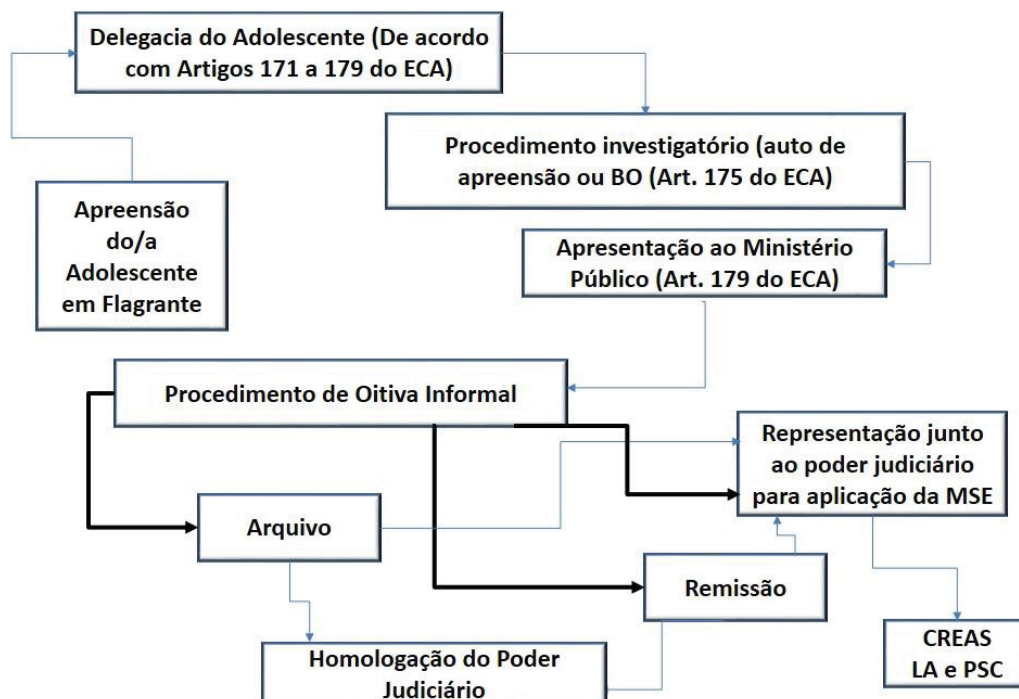 Delegacia do Adolescente (De acordo
com Artigos 171 a 179 do ECA)
Procedimento investigatório (auto de
apreensão ou BO (Art. 175 do ECA)
Apreensão
do/a
Adolescente
em Flagrante
Apresentação ao Ministério
Público (Art. 179 do ECA)
Procedimento de Oitiva Informal
Representação junto
ao poder judiciário
para aplicação da MSE
Arquivo
Remissão
Homologação do Poder
Judiciário
CREAS
LA e PSC